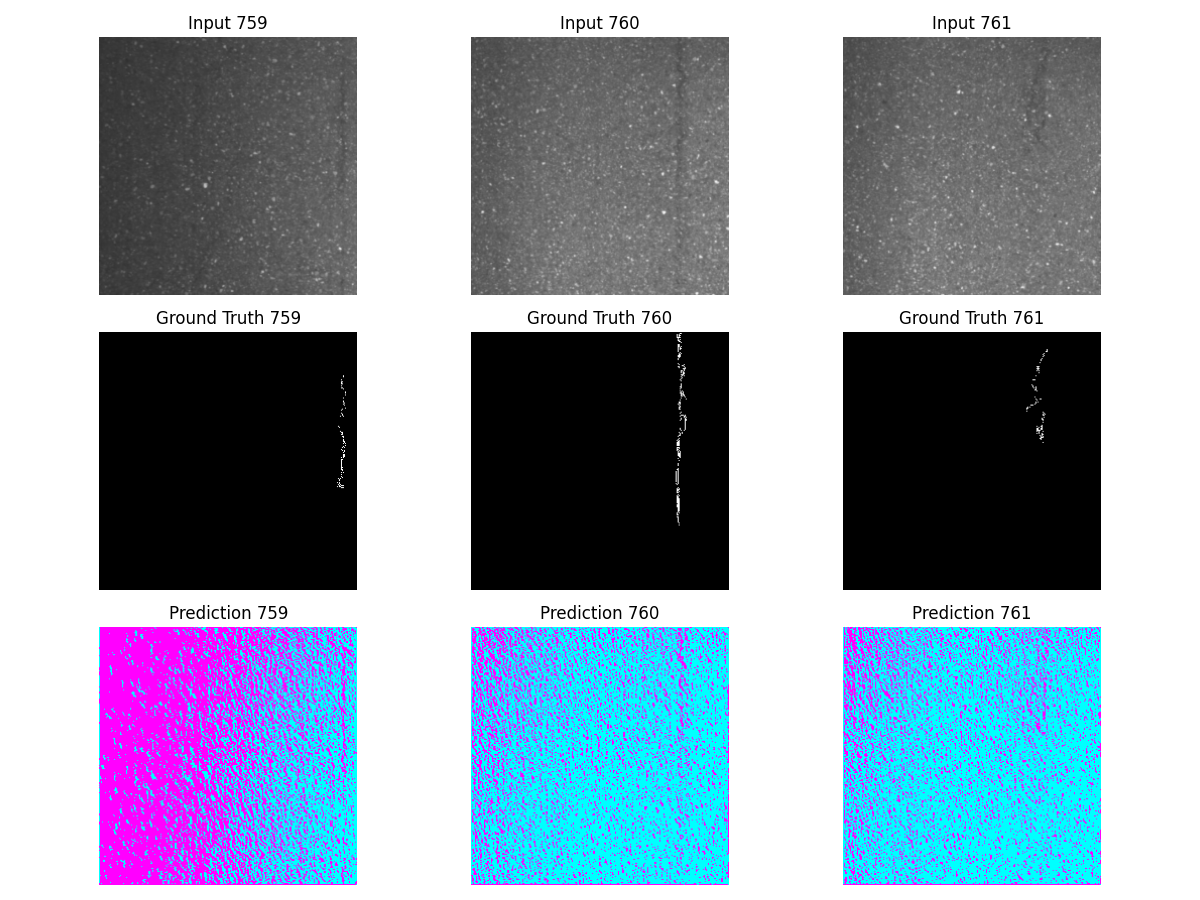 Input 759
Input 760
Input 761
Ground Truth 759
Ground Truth 760
Ground Truth 761
Prediction 759
Prediction 760
Prediction 761